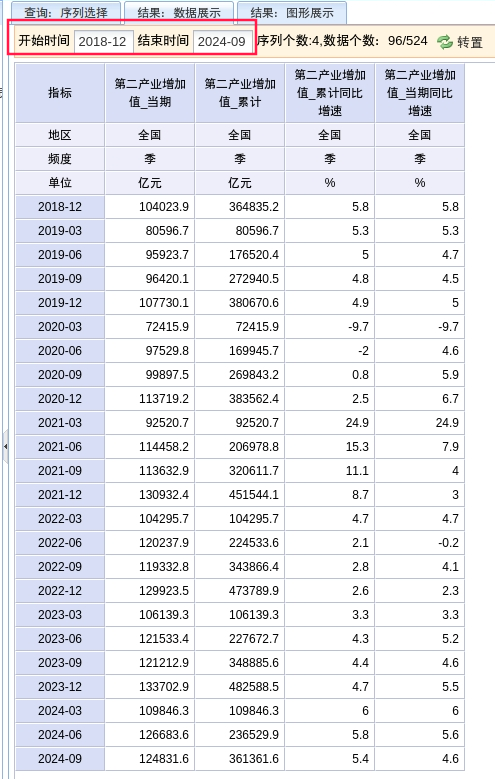 查询：序列选择 结果：数据展示 结果：图形展示
开始时间 2018-12 结束时间 2024-09 序列个数:4,数据个数：96/524 转置
指标 第二产业增加值_当期 第二产业增加值_累计 第二产业增加值_累计同比增速 第二产业增加值_当期同比增速
地区 全国 全国 全国 全国
频度 季 季 季 季
单位 亿元 亿元 % %
2018-12 104023.9 364835.2 5.8 5.8
2019-03 80596.7 80596.7 5.3 5.3
2019-06 95923.7 176520.4 5 4.7
2019-09 96420.1 272940.5 4.8 4.5
2019-12 107730.1 380670.6 4.9 5
2020-03 72415.9 72415.9 -9.7 -9.7
2020-06 97529.8 169945.7 -2 4.6
2020-09 99897.5 269843.2 0.8 5.9
2020-12 113719.2 383562.4 2.5 6.7
2021-03 92520.7 92520.7 24.9 24.9
2021-06 114458.2 206978.8 15.3 7.9
2021-09 113632.9 320611.7 11.1 4
2021-12 130932.4 451544.1 8.7 3
2022-03 104295.7 104295.7 4.7 4.7
2022-06 120237.9 224533.6 2.1 -0.2
2022-09 119332.8 343866.4 2.8 4.1
2022-12 129923.5 473789.9 2.6 2.3
2023-03 106139.3 106139.3 3.3 3.3
2023-06 121533.4 227672.7 4.3 5.2
2023-09 121212.9 348885.6 4.4 4.6
2023-12 133702.9 482588.5 4.7 5.5
2024-03 109846.3 109846.3 6 6
2024-06 126683.6 236529.9 5.8 5.6
2024-09 124831.6 361361.6 5.4 4.6